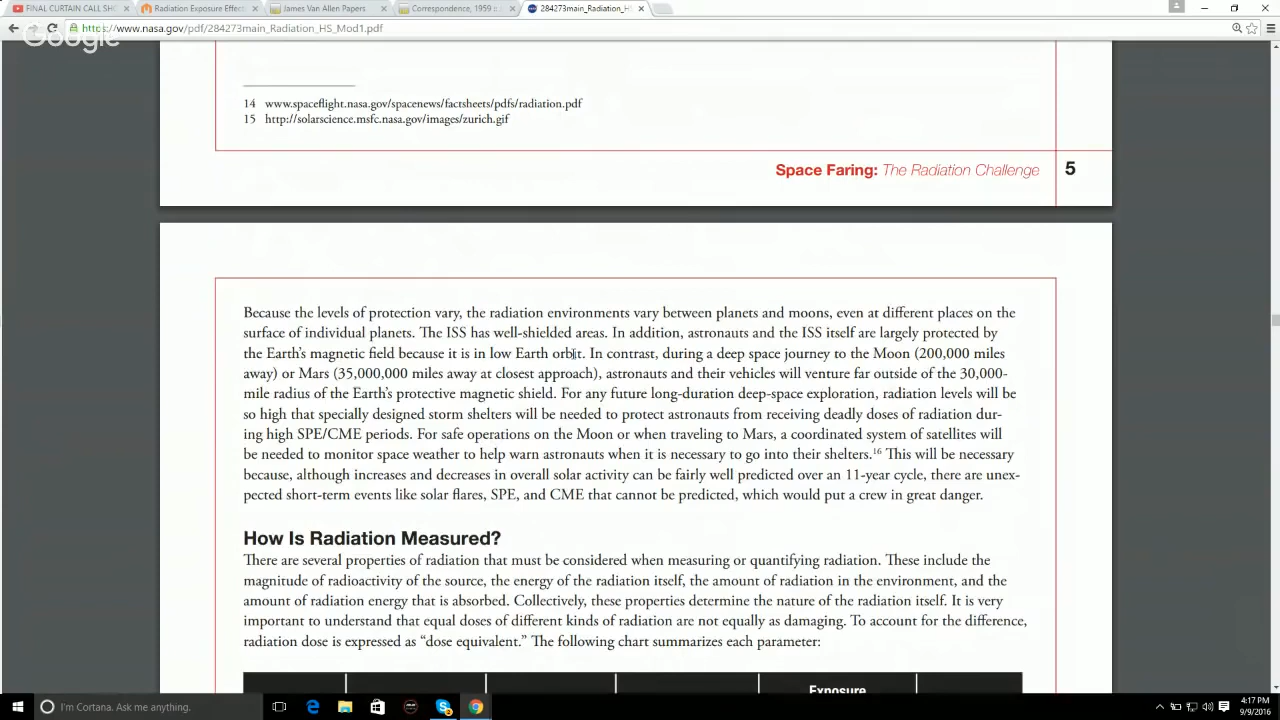 FINAL CURTAIN CALL SH
Radiation Exposure Effec
James Van Allen Papers
Correspondence, 1959 (.p
284273main_Radiation_HS_
https://www.nasa.gov/pdf/284273main_Radiation_HS_Mod1.pdf
Google
14 www.spaceflight.nasa.gov/spacenews/factsheets/pdfs/radiation.pdf
15 http://solarscience.msfc.nasa.gov/images/zurich.gif
Space Faring: The Radiation Challenge 5
Because the levels of protection vary, the radiation environments vary between planets and moons, even at different places on the
surface of individual planets. The ISS has well-shielded areas. In addition, astronauts and the ISS itself are largely protected by
the Earth’s magnetic field because it is in low Earth orbit. In contrast, during a deep space journey to the Moon (200,000 miles
away) or Mars (35,000,000 miles away at closest approach), astronauts and their vehicles will venture far outside of the 30,000-
mile radius of the Earth’s protective magnetic shield. For any future long-duration deep-space exploration, radiation levels will be
so high that specially designed storm shelters will be needed to protect astronauts from receiving deadly doses of radiation dur-
ing high SPE/CME periods. For safe operations on the Moon or when traveling to Mars, a coordinated system of satellites will
be needed to monitor space weather to help warn astronauts when it is necessary to go into their shelters.16 This will be necessary
because, although increases and decreases in overall solar activity can be fairly well predicted over an 11-year cycle, there are unex-
pected short-term events like solar flares, SPE, and CME that cannot be predicted, which would put a crew in great danger.
How Is Radiation Measured?
There are several properties of radiation that must be considered when measuring or quantifying radiation. These include the
magnitude of radioactivity of the source, the energy of the radiation itself, the amount of radiation in the environment, and the
amount of radiation energy that is absorbed. Collectively, these properties determine the nature of the radiation itself. It is very
important to understand that equal doses of different kinds of radiation are not equally as damaging. To account for the difference,
radiation dose is expressed as “dose equivalent.” The following chart summarizes each parameter:
Exposure
I'm Cortana. Ask me anything.
4:17 PM
9/9/2016